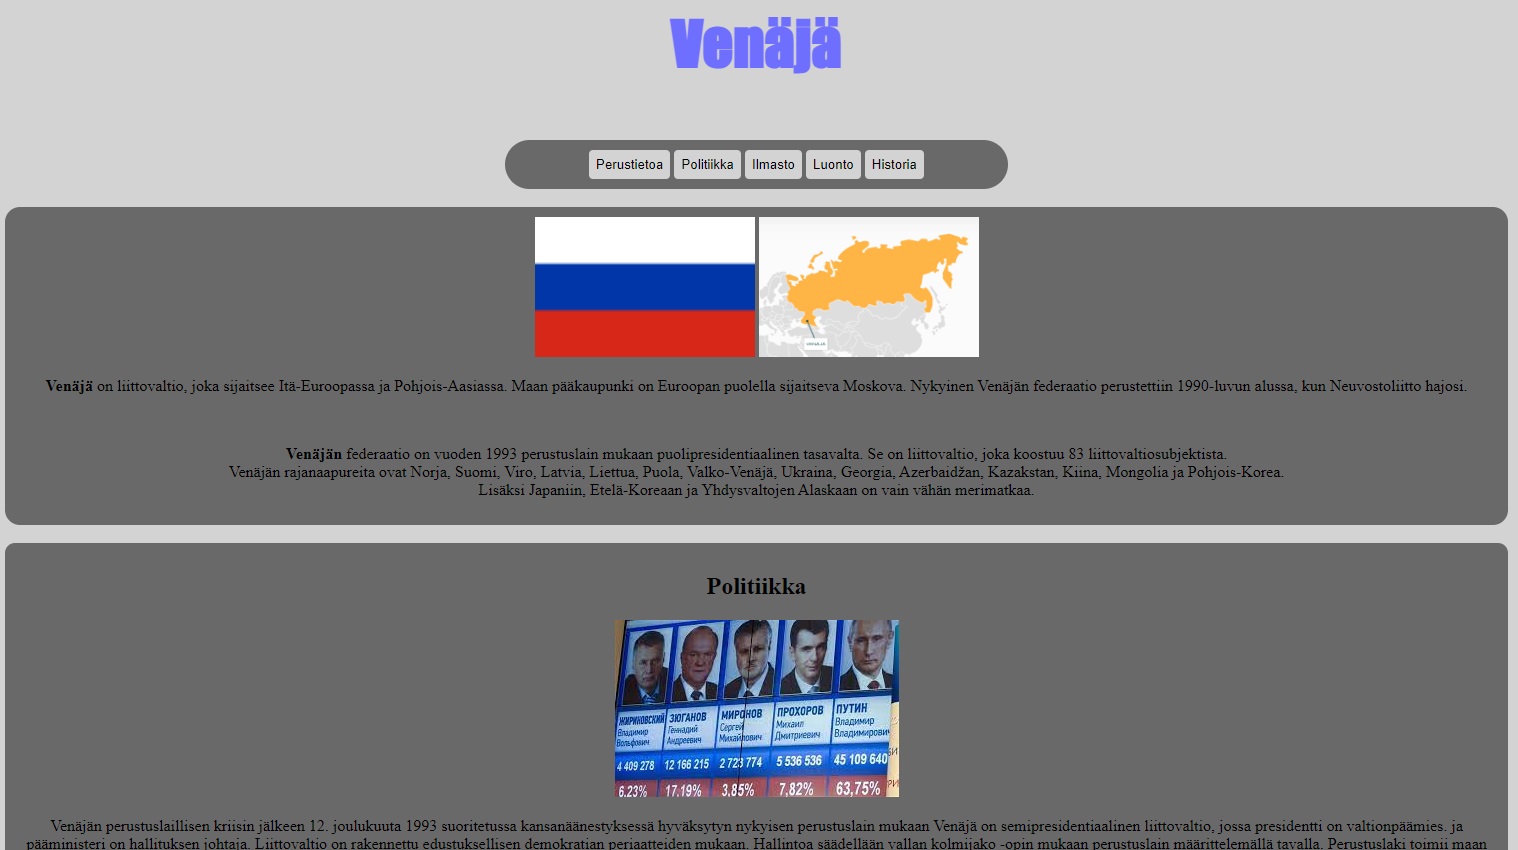 Venäjä
Perustietoa Politiikka Ilmasto Luonto Historia
Venäjä on liittovaltio, joka sijaitsee Itä-Euroopassa ja Pohjois-Aasiassa. Maan pääkaupunki on Euroopan puolella sijaitseva Moskova. Nykyinen Venäjän federaatio perustettiin 1990-luvun alussa, kun Neuvostoliitto hajosi.
Venäjän federaatio on vuoden 1993 perustuslain mukaan puolipresidentiaalinen tasavalta. Se on liittovaltio, joka koostuu 83 liittovaltiosubjektista.
Venäjän rajanaapureita ovat Norja, Suomi, Viro, Latvia, Liettua, Puola, Valko-Venäjä, Ukraina, Georgia, Azerbaidžan, Kazakstan, Kiina, Mongolia ja Pohjois-Korea.
Lisäksi Japaniin, Etelä-Koreaan ja Yhdysvaltojen Alaskaan on vain vähän merimatkaa.
Politiikka
ЖИРИНОВСКИЙ ЗЮГАНОВ МИРОНОВ ПРОХОРОВ ПУТИН
Владимир Геннадий Сергей Михаил Владимир
Вольфович Андреевич Михайлович Дмитриевич Владимирович
4 409 278 12 166 215 2 723 774 5 536 536 45 109 640
6,23% 17,19% 3,85% 7,82% 63,75%
Venäjän perustuslaillisen kriisin jälkeen 12. joulukuuta 1993 suoritetussa kansanäänestyksessä hyväksytyn nykyisen perustuslain mukaan Venäjä on semipresidentiaalinen liittovaltio, jossa presidentti on valtionpäämies. ja
pääministeri on hallituksen johtaja. Liittovaltio on rakennettu edustuksellisen demokratian periaatteiden mukaan. Hallintoa säädellään vallan kolmijako -opin mukaan perustuslain määrittelemällä tavalla. Perustuslaki toimii maan